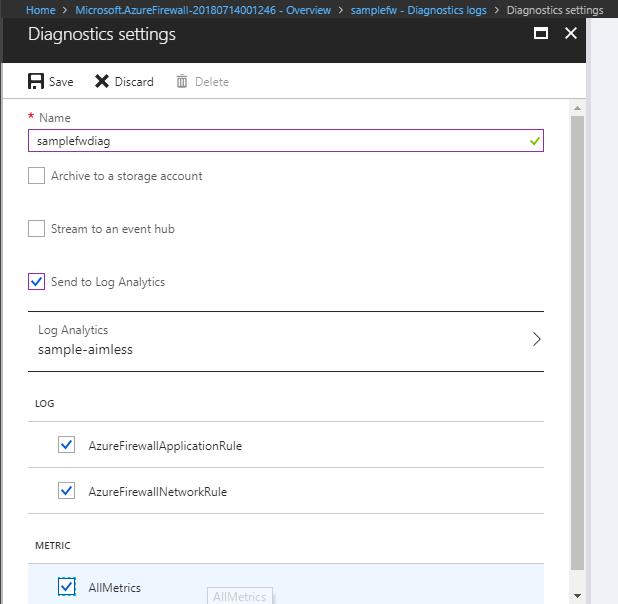 Home > Microsoft.AzureFirewall-20180714001246 - Overview > samplefw - Diagnostics logs > Diagnostics settings
Diagnostics settings
Save Discard Delete
* Name
samplefwdiag
Archive to a storage account
Stream to an event hub
Send to Log Analytics
Log Analytics
sample-aimless
LOG
AzureFirewallApplicationRule
AzureFirewallNetworkRule
METRIC
AllMetrics
AllMetrics